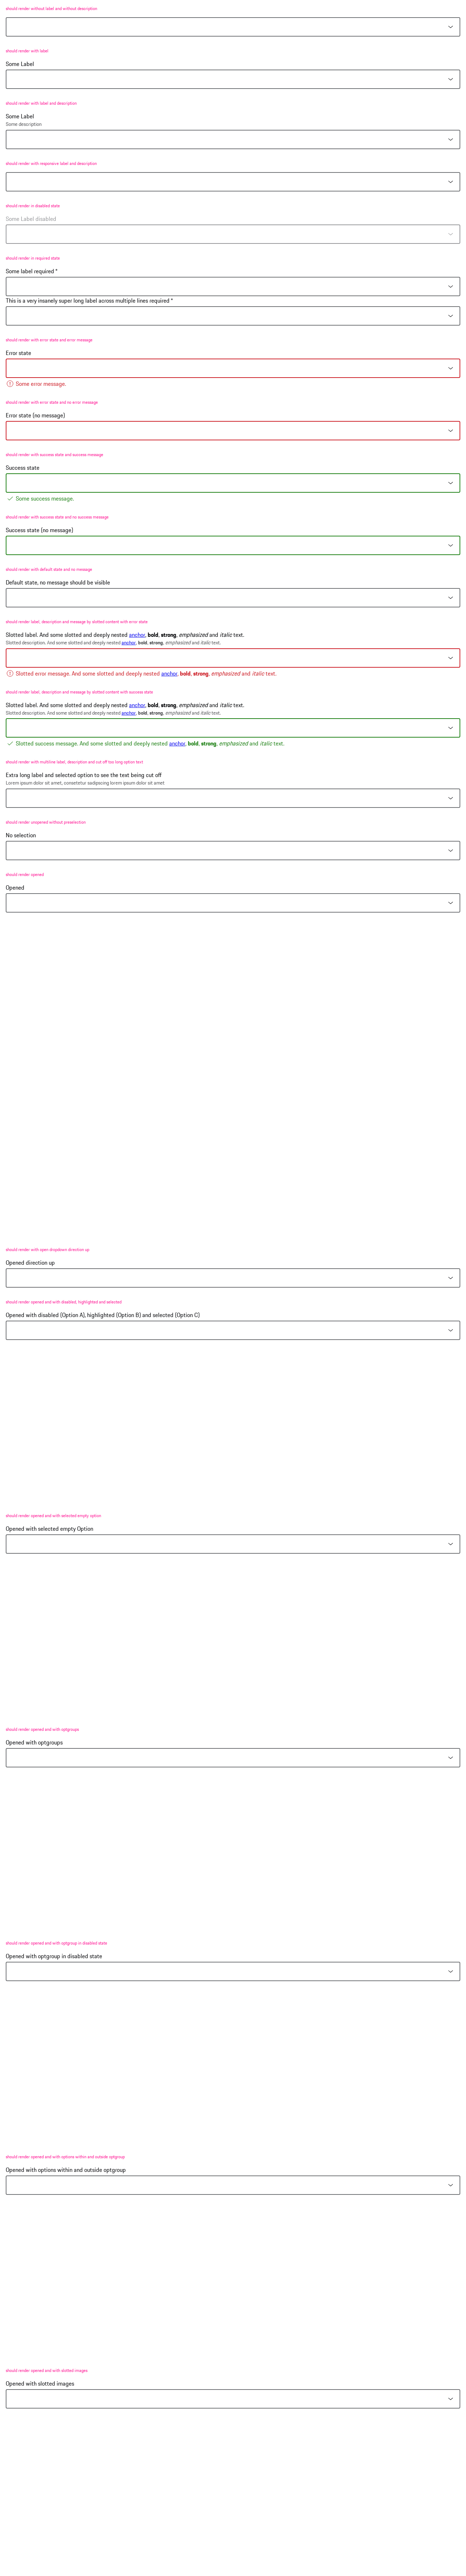 should render without label and without description
should render with label
Some Label
should render with label and description
Some Label
Some description
should render with responsive label and description
should render in disabled state
Some Label disabled
should render in required state
Some label required *
This is a very insanely super long label across multiple lines required *
should render with error state and error message
Error state
Some error message.
should render with error state and no error message
Error state (no message)
should render with success state and success message
Success state
Some success message.
should render with success state and no success message
Success state (no message)
should render with default state and no message
Default state, no message should be visible
should render label, description and message by slotted content with error state
Slotted label. And some slotted and deeply nested anchor, bold, strong, emphasized and italic text.
Slotted description. And some slotted and deeply nested anchor, bold, strong, emphasized and italic text.
Slotted error message. And some slotted and deeply nested anchor, bold, strong, emphasized and italic text.
should render label, description and message by slotted content with success state
Slotted label. And some slotted and deeply nested anchor, bold, strong, emphasized and italic text.
Slotted description. And some slotted and deeply nested anchor, bold, strong, emphasized and italic text.
Slotted success message. And some slotted and deeply nested anchor, bold, strong, emphasized and italic text.
should render with multiline label, description and cut off too long option text
Extra long label and selected option to see the text being cut off
Lorem ipsum dolor sit amet, consetetur sadipscing lorem ipsum dolor sit amet
should render unopened without preselection
No selection
should render opened
Opened
should render with open dropdown direction up
Opened direction up
should render opened and with disabled, highlighted and selected
Opened with disabled (Option A), highlighted (Option B) and selected (Option C)
should render opened and with selected empty option
Opened with selected empty Option
should render opened and with optgroups
Opened with optgroups
should render opened and with optgroup in disabled state
Opened with optgroup in disabled state
should render opened and with options within and outside optgroup
Opened with options within and outside optgroup
should render opened and with slotted images
Opened with slotted images